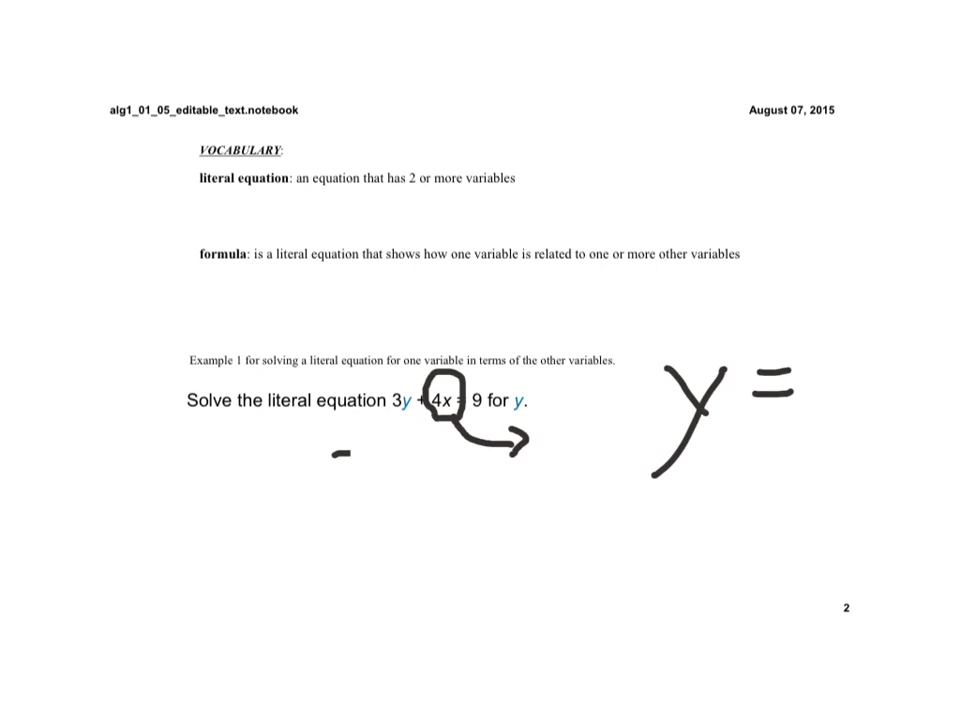 alg1_01_05_editable_text.notebook August 07, 2015
VOCABULARY:
literal equation: an equation that has 2 or more variables
formula: is a literal equation that shows how one variable is related to one or more other variables
Example 1 for solving a literal equation for one variable in terms of the other variables.
Solve the literal equation 3y + 4x = 9 for y.
y =
-
2